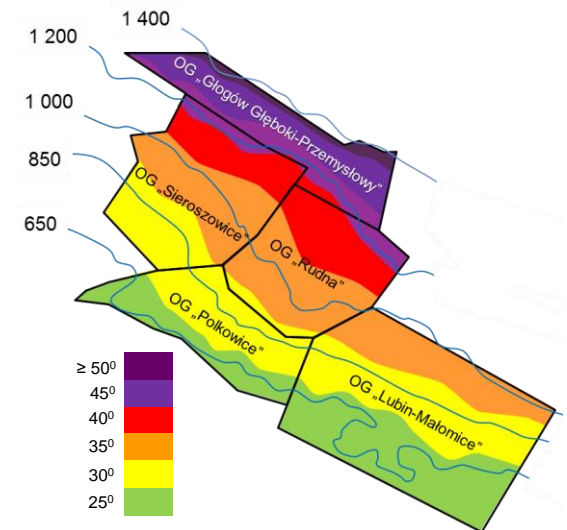 1 400
1 200
1 000
850
650
OG „Głogów Głęboki-Przemysłowy”
OG „Sieroszowice”
OG „Rudna”
OG „Polkowice”
OG „Lubin-Małomice”
≥ 50⁰
45⁰
40⁰
35⁰
30⁰
25⁰